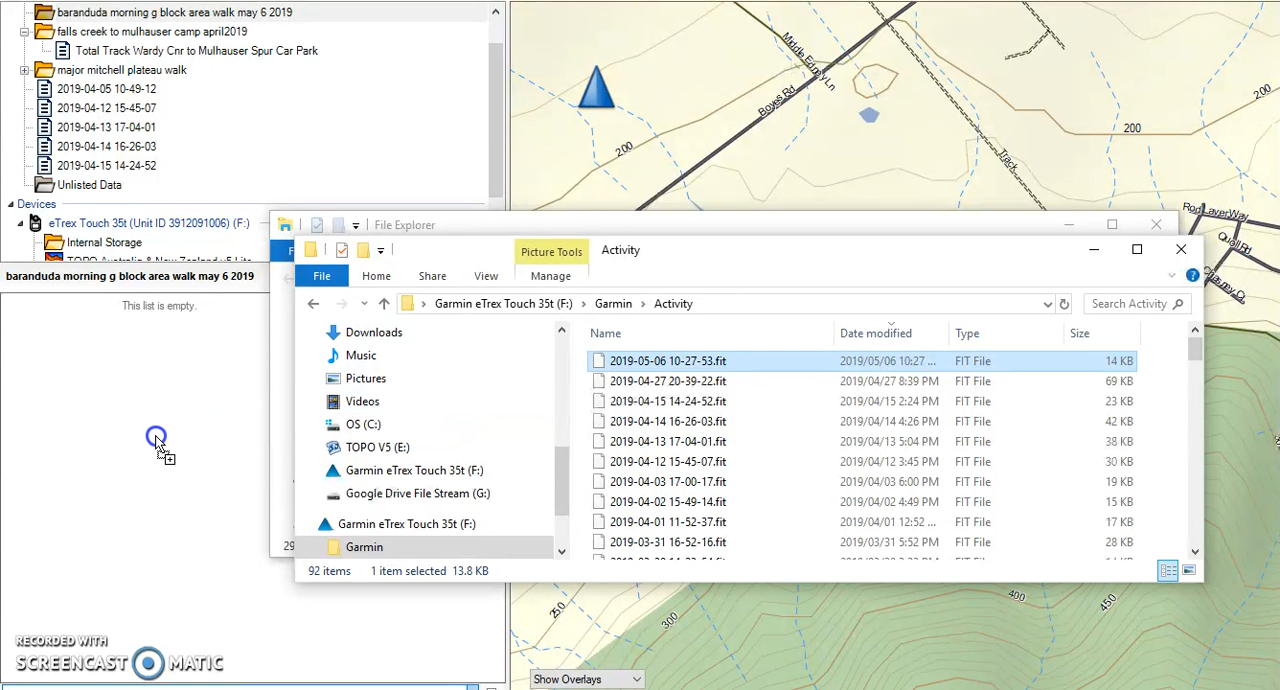 baranduda morning g block area walk may 6 2019
falls creek to mulhauser camp april2019
Total Track Wardy Cnr to Mulhauser Spur Car Park
major mitchell plateau walk
2019-04-05 10-49-12
2019-04-12 15-45-07
2019-04-13 17-04-01
2019-04-14 16-26-03
2019-04-15 14-24-52
Unlisted Data
Devices
eTrex Touch 35t (Unit ID 3912091006) (F:)
Internal Storage
TOPO Australia & New Zealand v5 Lite
baranduda morning g block area walk may 6 2019
This list is empty.
RECORDED WITH
SCREENCAST MATIC
Middle Ednay Ln
Boyes Rd
200
200
200
Track
Rod Laver Way
Quoll Rd
250
300
400
450
Show Overlays
File Explorer
Picture Tools
Activity
File Home Share View Manage
Garmin eTrex Touch 35t (F:) Garmin Activity
Search Activity
Downloads
Music
Pictures
Videos
OS (C:)
TOPO V5 (E:)
Garmin eTrex Touch 35t (F:)
Google Drive File Stream (G:)
Garmin eTrex Touch 35t (F:)
Garmin
Name Date modified Type Size
2019-05-06 10-27-53.fit 2019/05/06 10:27 ... FIT File 14 KB
2019-04-27 20-39-22.fit 2019/04/27 8:39 PM FIT File 69 KB
2019-04-15 14-24-52.fit 2019/04/15 2:24 PM FIT File 23 KB
2019-04-14 16-26-03.fit 2019/04/14 4:26 PM FIT File 42 KB
2019-04-13 17-04-01.fit 2019/04/13 5:04 PM FIT File 38 KB
2019-04-12 15-45-07.fit 2019/04/12 3:45 PM FIT File 30 KB
2019-04-03 17-00-17.fit 2019/04/03 6:00 PM FIT File 19 KB
2019-04-02 15-49-14.fit 2019/04/02 4:49 PM FIT File 15 KB
2019-04-01 11-52-37.fit 2019/04/01 12:52 ... FIT File 17 KB
2019-03-31 16-52-16.fit 2019/03/31 5:52 PM FIT File 28 KB
92 items 1 item selected 13.8 KB
29